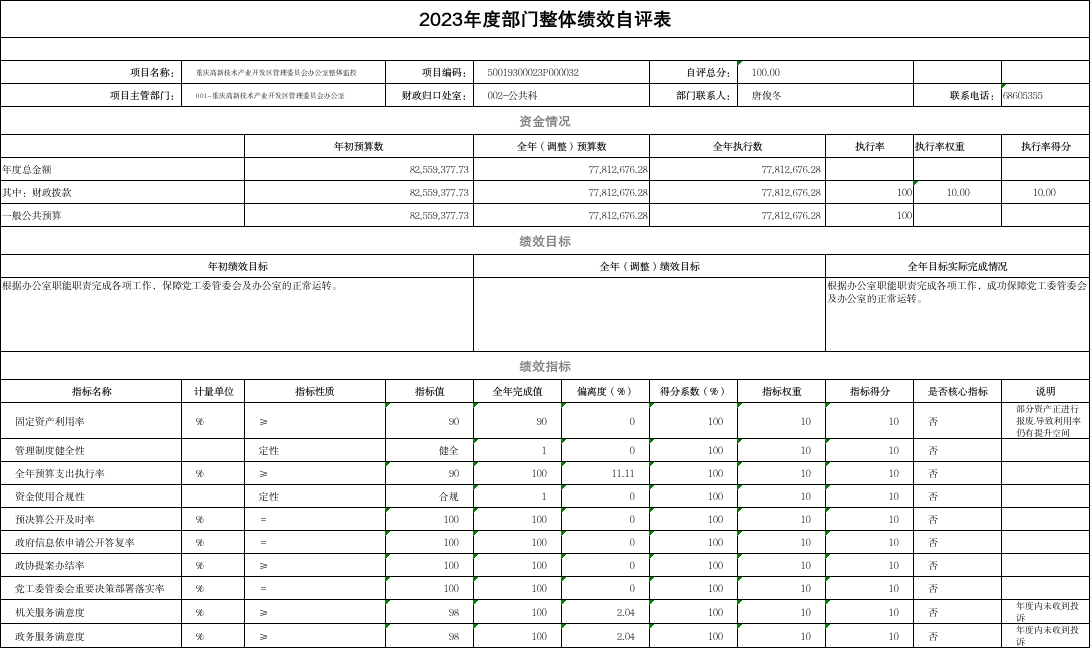 2023年度部门整体绩效自评表
项目名称： 重庆高新技术产业开发区管理委员会办公室整体监控 项目编码： 50019300023P000032 自评总分： 100.00
项目主管部门： 001-重庆高新技术产业开发区管理委员会办公室 财政归口处室： 002-公共科 部门联系人： 唐俊冬 联系电话： 68605355
资金情况
年初预算数 全年（调整）预算数 全年执行数 执行率 执行率权重 执行率得分
年度总金额 82,559,377.73 77,812,676.28 77,812,676.28
其中：财政拨款 82,559,377.73 77,812,676.28 77,812,676.28 100 10.00 10.00
一般公共预算 82,559,377.73 77,812,676.28 77,812,676.28 100
绩效目标
年初绩效目标 全年（调整）绩效目标 全年目标实际完成情况
根据办公室职能职责完成各项工作，保障党工委管委会及办公室的正常运转。 根据办公室职能职责完成各项工作，成功保障党工委管委会
及办公室的正常运转。
绩效指标
指标名称 计量单位 指标性质 指标值 全年完成值 偏离度（%） 得分系数（%） 指标权重 指标得分 是否核心指标 说明
固定资产利用率 % ≥ 90 90 0 100 10 10 否 部分资产正进行
报废,导致利用率
仍有提升空间
管理制度健全性 定性 健全 1 0 100 10 10 否
全年预算支出执行率 % ≥ 90 100 11.11 100 10 10 否
资金使用合规性 定性 合规 1 0 100 10 10 否
预决算公开及时率 % = 100 100 0 100 10 10 否
政府信息依申请公开答复率 % = 100 100 0 100 10 10 否
政协提案办结率 % ≥ 100 100 0 100 10 10 否
党工委管委会重要决策部署落实率 % = 100 100 0 100 10 10 否
机关服务满意度 % ≥ 98 100 2.04 100 10 10 否 年度内未收到投
诉
政务服务满意度 % ≥ 98 100 2.04 100 10 10 否 年度内未收到投
诉